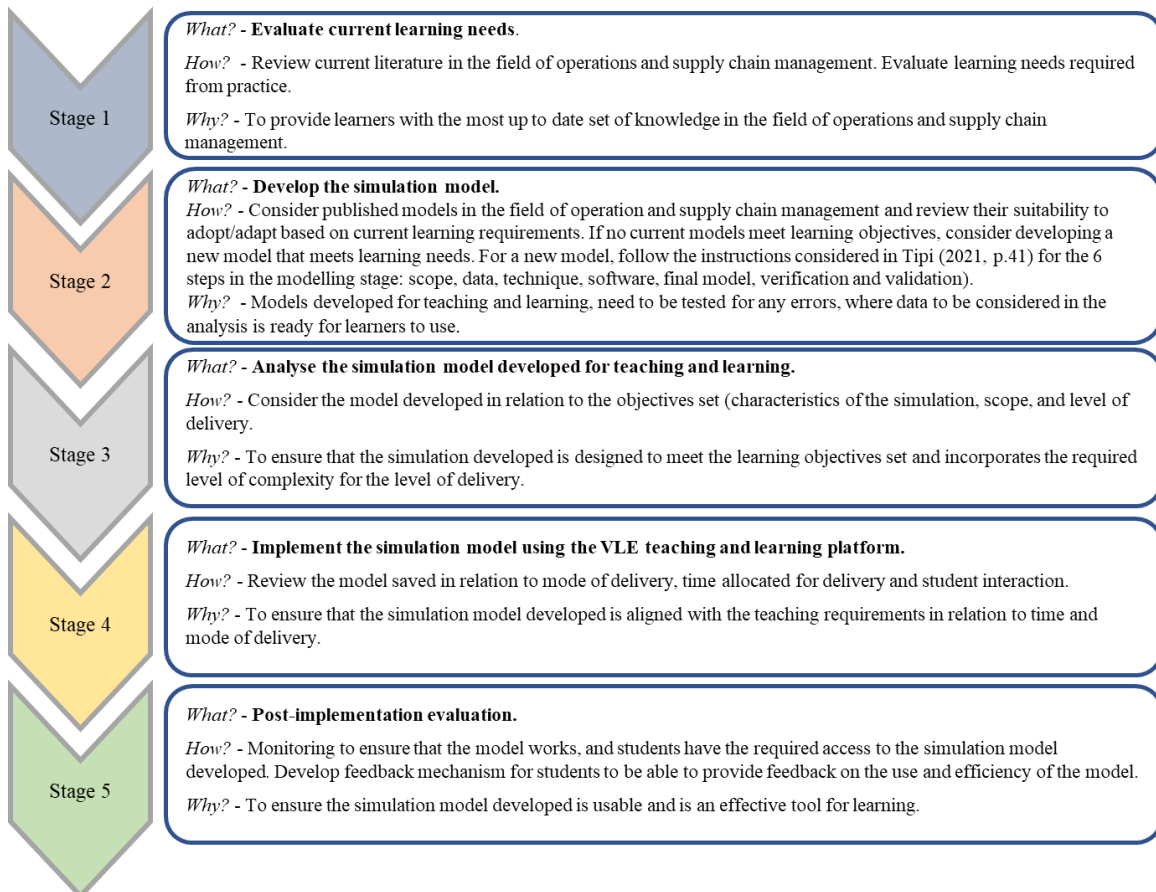 What? - Evaluate current learning needs.
How? - Review current literature in the field of operations and supply chain management. Evaluate learning needs required
from practice.
Stage 1
Why? - To provide learners with the most up to date set of knowledge in the field of operations and supply chain
management.
What? - Develop the simulation model.
How? - Consider published models in the field of operation and supply chain management and review their suitability to
adopt/adapt based on current learning requirements. If no current models meet learning objectives, consider developing a
new model that meets learning needs. For a new model, follow the instructions considered in Tipi (2021, p.41) for the 6
Stage 2
steps in the modelling stage: scope, data, technique, software, final model, verification and validation).
Why? - Models developed for teaching and learning, need to be tested for any errors, where data to be considered in the
analysis is ready for learners to use.
What? - Analyse the simulation model developed for teaching and learning.
How? - Consider the model developed in relation to the objectives set (characteristics of the simulation, scope, and level of
delivery.
Stage 3
Why? - To ensure that the simulation developed is designed to meet the learning objectives set and incorporates the required
level of complexity for the level of delivery.
What? - Implement the simulation model using the VLE teaching and learning platform.
How? - Review the model saved in relation to mode of delivery, time allocated for delivery and student interaction.
Stage 4
Why? - To ensure that the simulation model developed is aligned with the teaching requirements in relation to time and
mode of delivery.
What? - Post-implementation evaluation.
How? - Monitoring to ensure that the model works, and students have the required access to the simulation model
developed. Develop feedback mechanism for students to be able to provide feedback on the use and efficiency of the model.
Stage 5
Why? - To ensure the simulation model developed is usable and is an effective tool for learning.